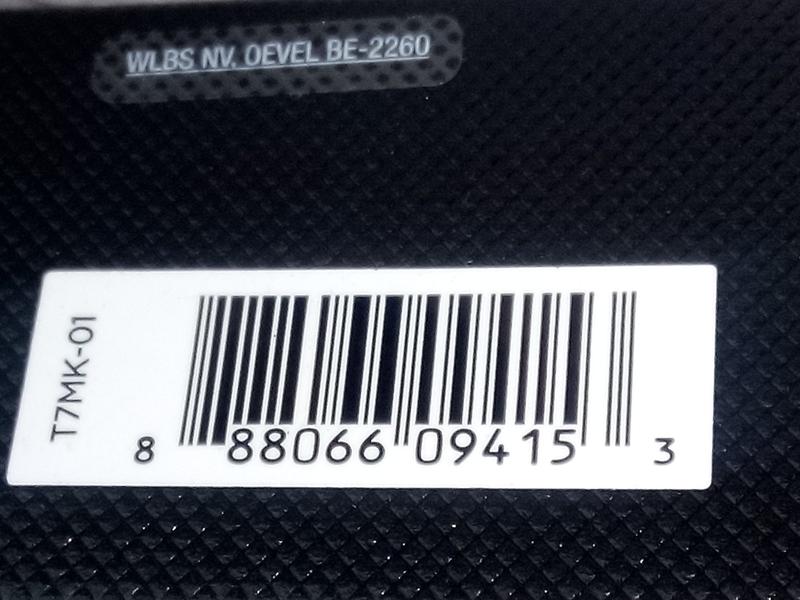 WLBS NV. OEVEL BE-2260
T7MK-01
8 88066 09415 3